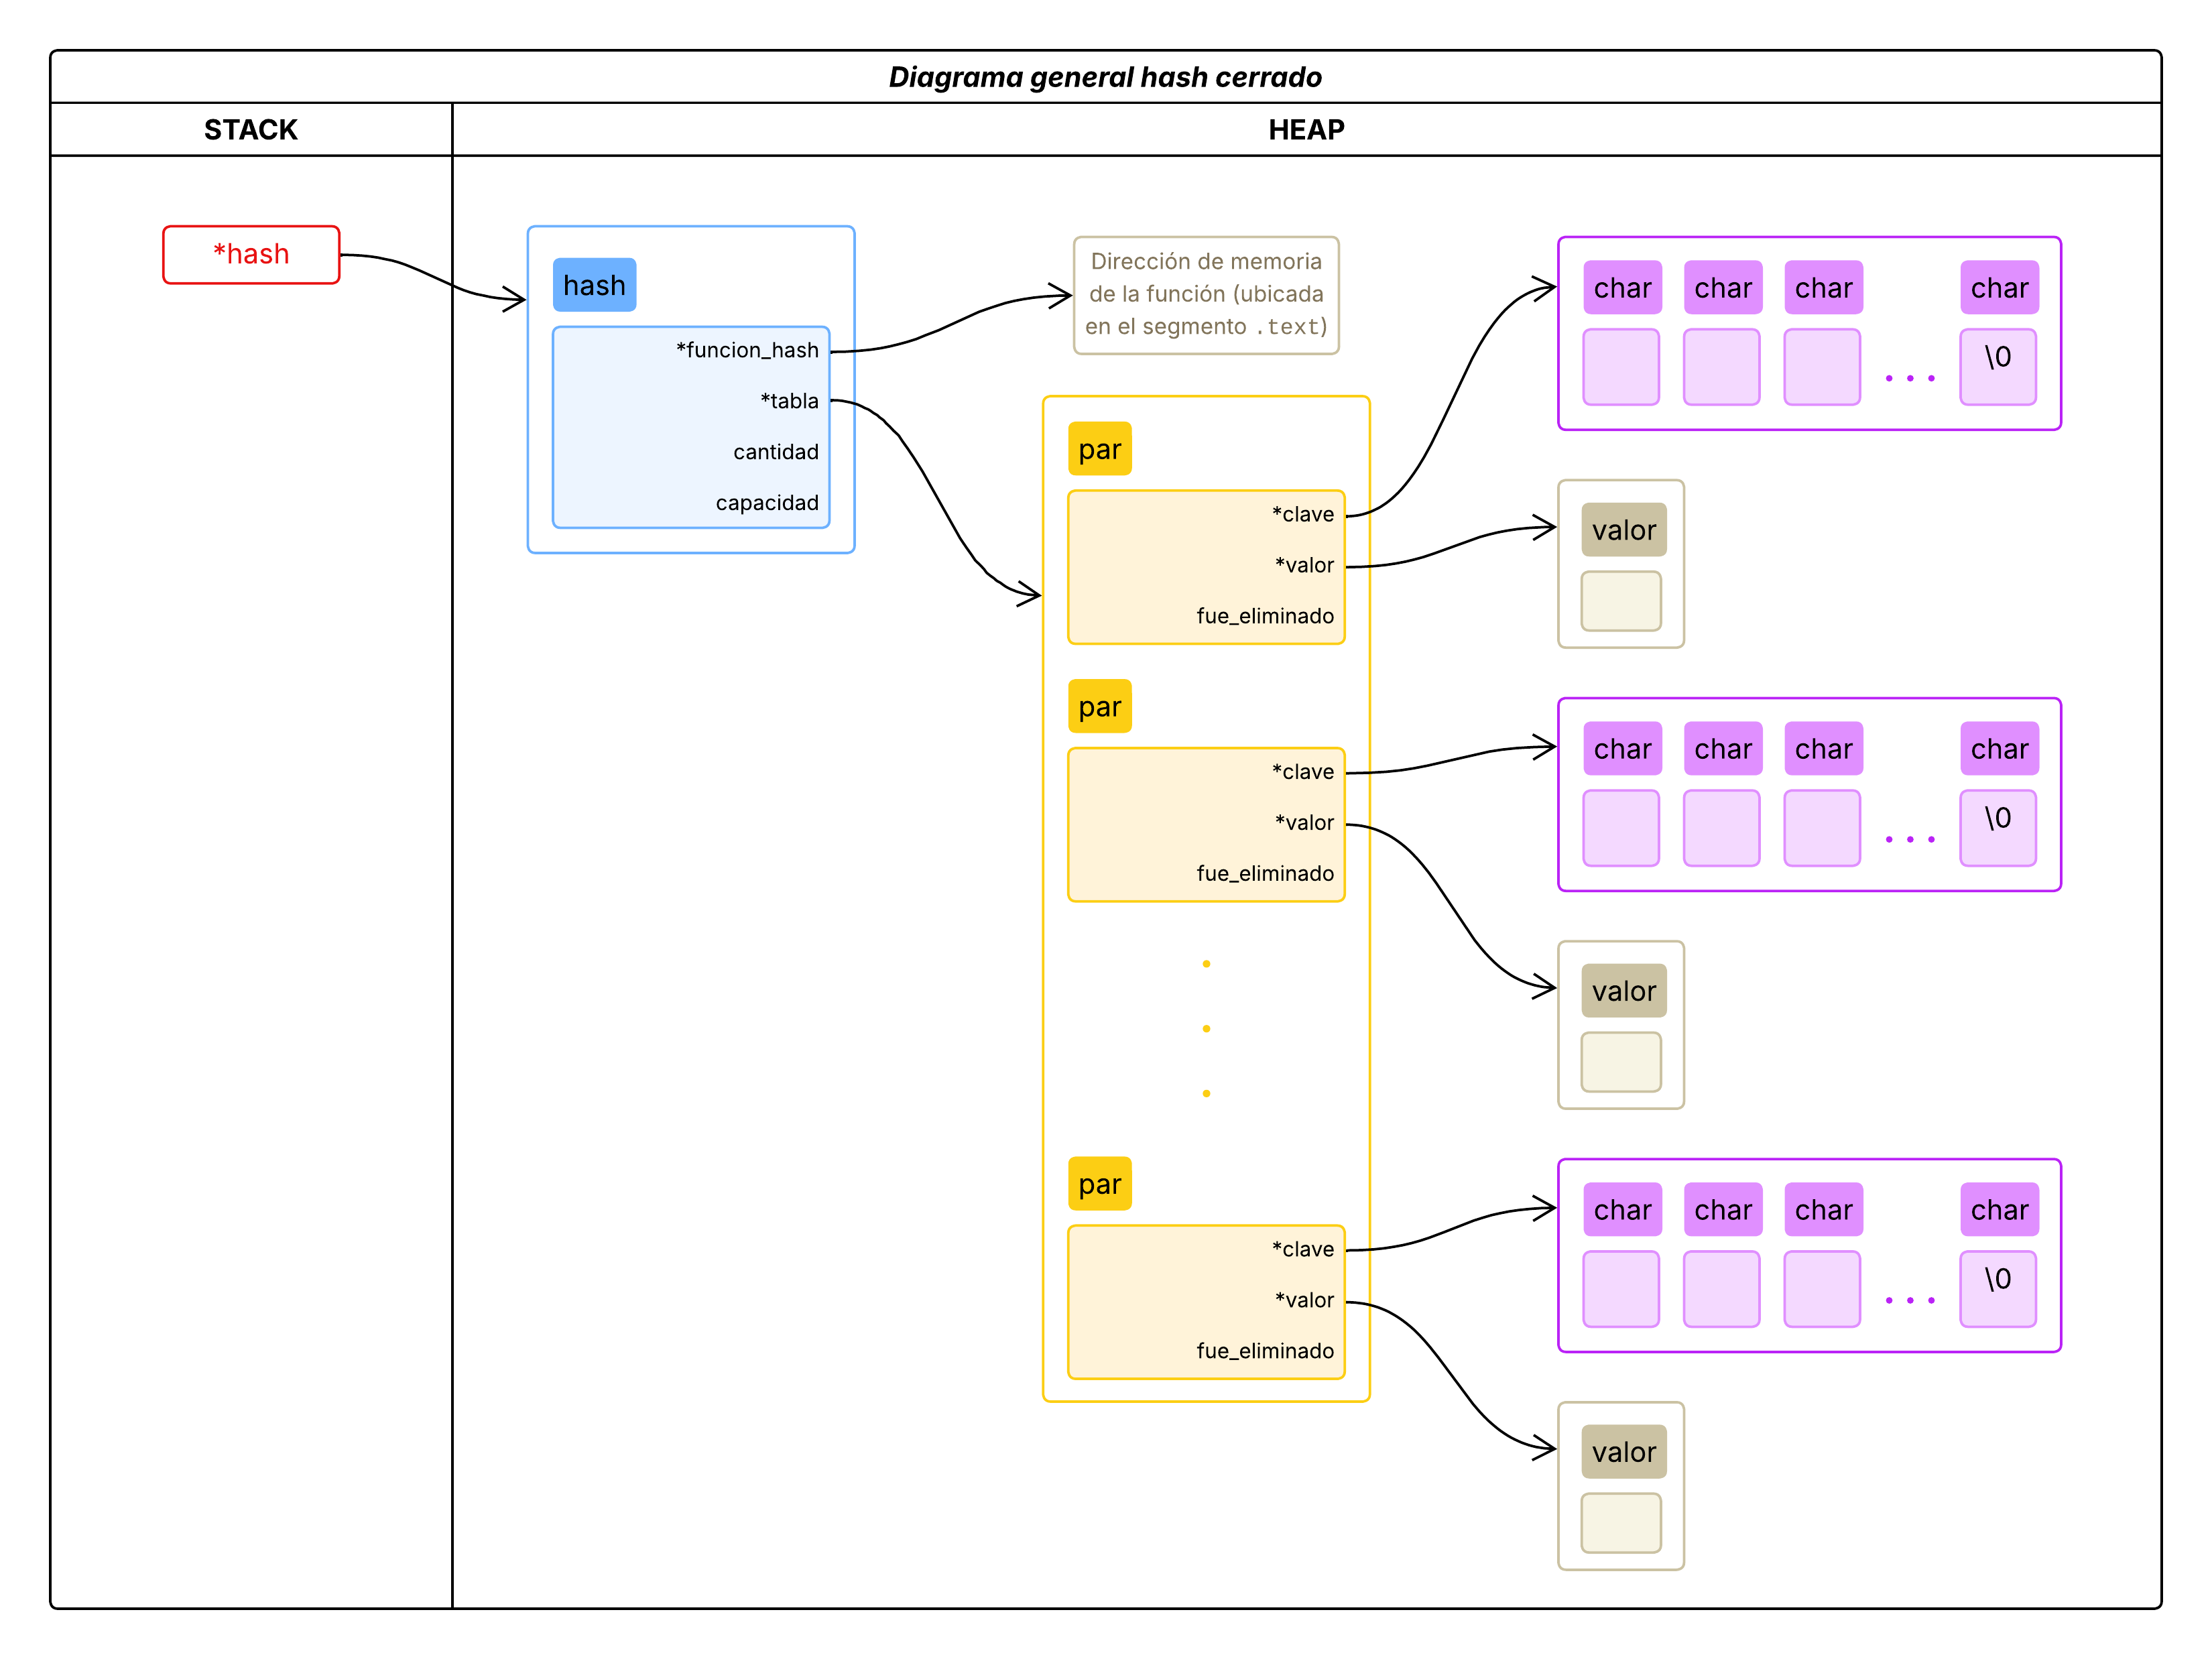 Diagrama general hash cerrado
STACK
HEAP
*hash
hash
*funcion_hash
*tabla
cantidad
capacidad
Dirección de memoria
de la función (ubicada
en el segmento .text)
par
*clave
*valor
fue_eliminado
par
*clave
*valor
fue_eliminado
par
*clave
*valor
fue_eliminado
char char char char
\0
valor
char char char char
\0
valor
char char char char
\0
valor